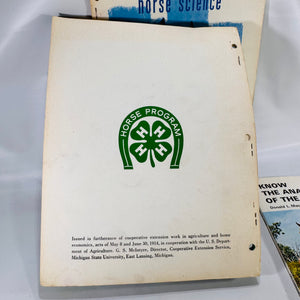 horse science
HORSE PROGRAM
H H
H H
Issued in furtherance of cooperative extension work in agriculture and home
economics, acts of May 8 and June 30, 1914, in cooperation with the U. S. Depart-
ment of Agriculture. G. S. McIntyre, Director, Cooperative Extension Service,
Michigan State University, East Lansing, Michigan.
KNOW
THE ANA
OF THE
Donald L.